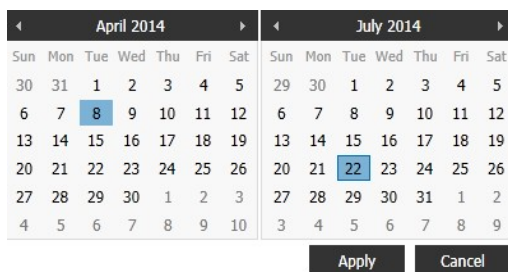 April 2014
Sun Mon Tue Wed Thu Fri Sat
30 31 1 2 3 4 5
6 7 8 9 10 11 12
13 14 15 16 17 18 19
20 21 22 23 24 25 26
27 28 29 30 1 2 3
4 5 6 7 8 9 10
July 2014
Sun Mon Tue Wed Thu Fri Sat
29 30 1 2 3 4 5
6 7 8 9 10 11 12
13 14 15 16 17 18 19
20 21 22 23 24 25 26
27 28 29 30 31 1 2
3 4 5 6 7 8 9
Apply Cancel